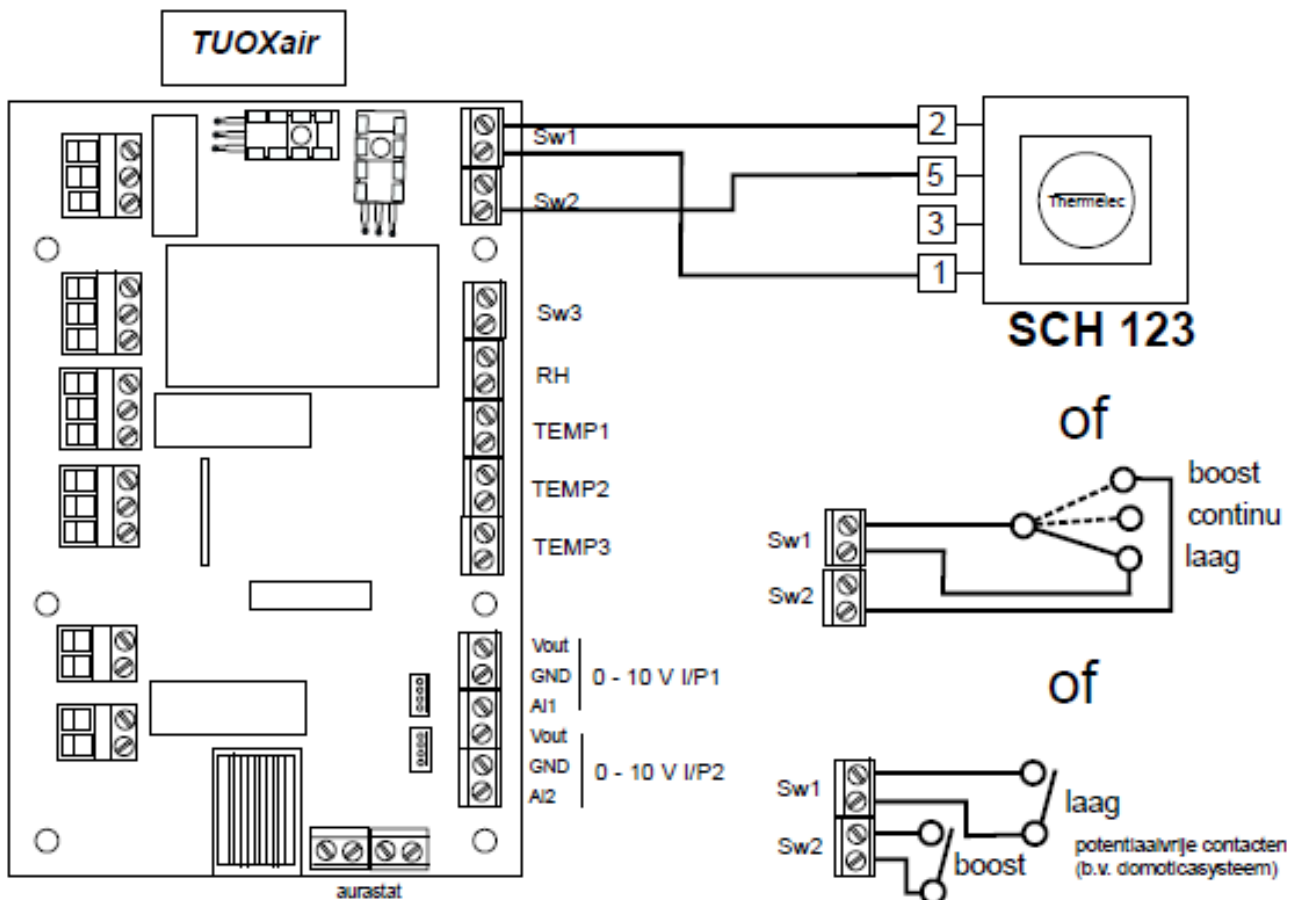 TUOXair
Sw1
Sw2
Sw3
RH
TEMP1
TEMP2
TEMP3
Vout
GND 0 - 10 V I/P1
AI1
Vout
GND 0 - 10 V I/P2
AI2
aurastat
2
5
3
1
Thermelec
SCH 123
of
boost
continu
laag
Sw1
Sw2
of
Sw1
Sw2
laag
boost
potentiaalvrije contacten
(b.v. domoticasysteem)